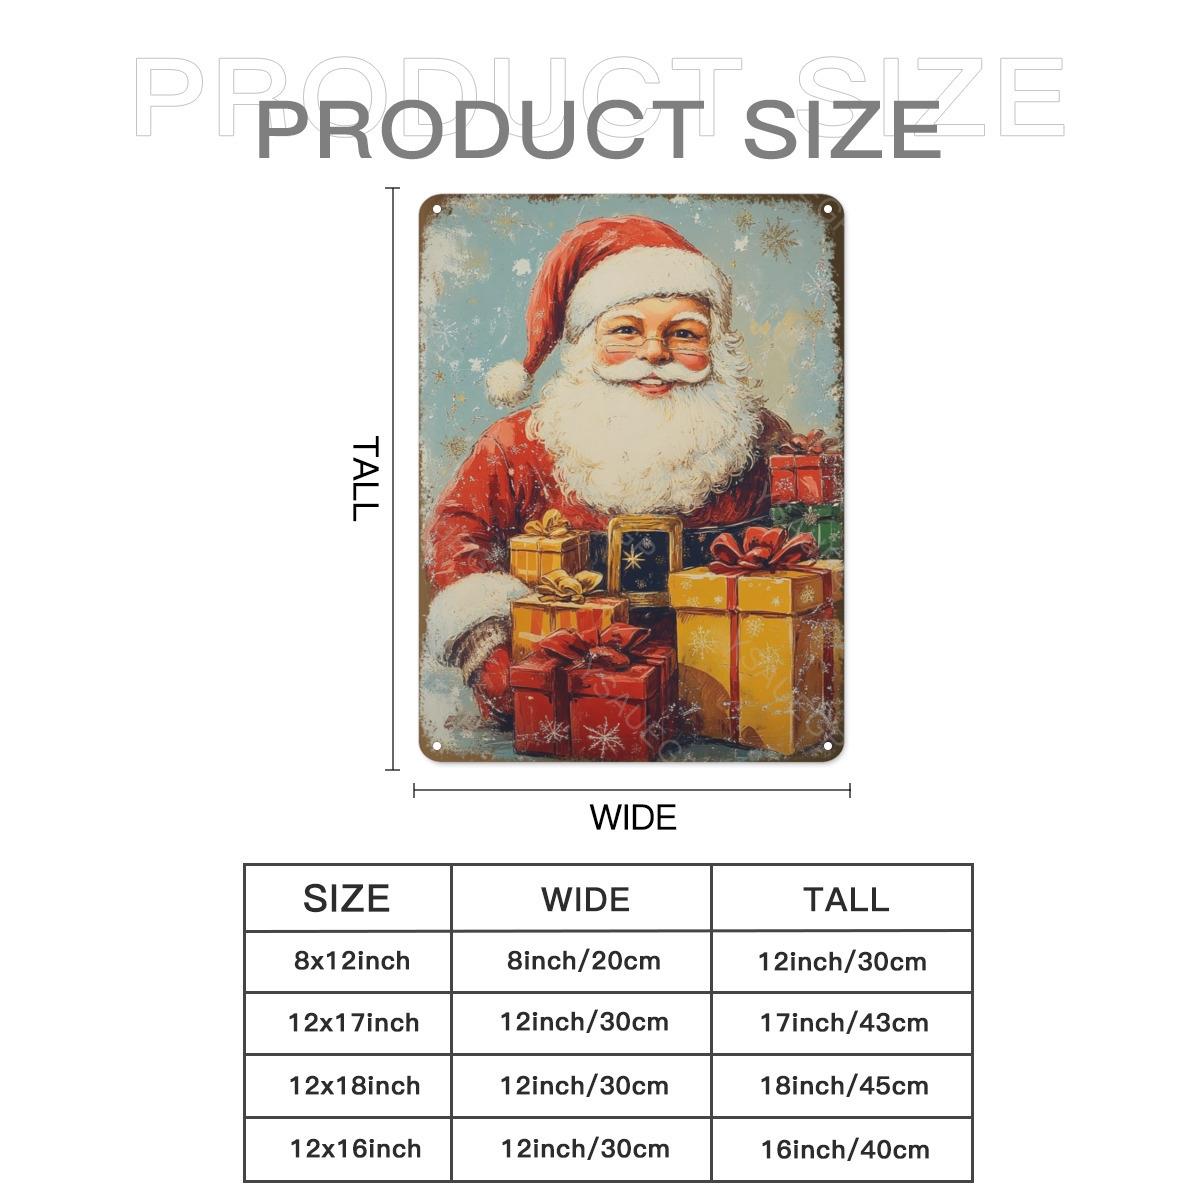 PRODUCT SIZE
PRODUCT SIZE
TALL
WIDE
SIZE WIDE TALL
8x12inch 8inch/20cm 12inch/30cm
12x17inch 12inch/30cm 17inch/43cm
12x18inch 12inch/30cm 18inch/45cm
12x16inch 12inch/30cm 16inch/40cm